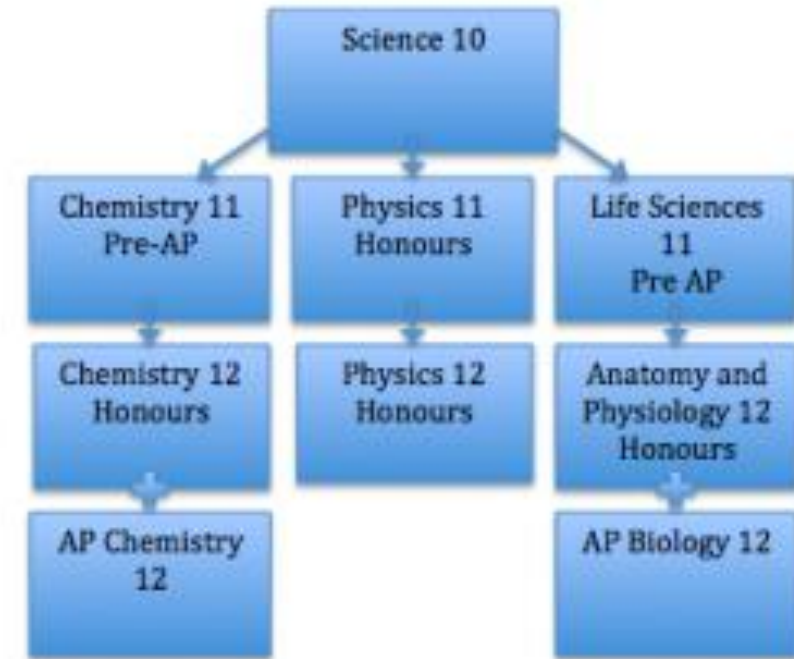 Science 10
Chemistry 11
Pre-AP
Physics 11
Honours
Life Sciences
11
Pre AP
Chemistry 12
Honours
Physics 12
Honours
Anatomy and
Physiology 12
Honours
AP Chemistry
12
AP Biology 12